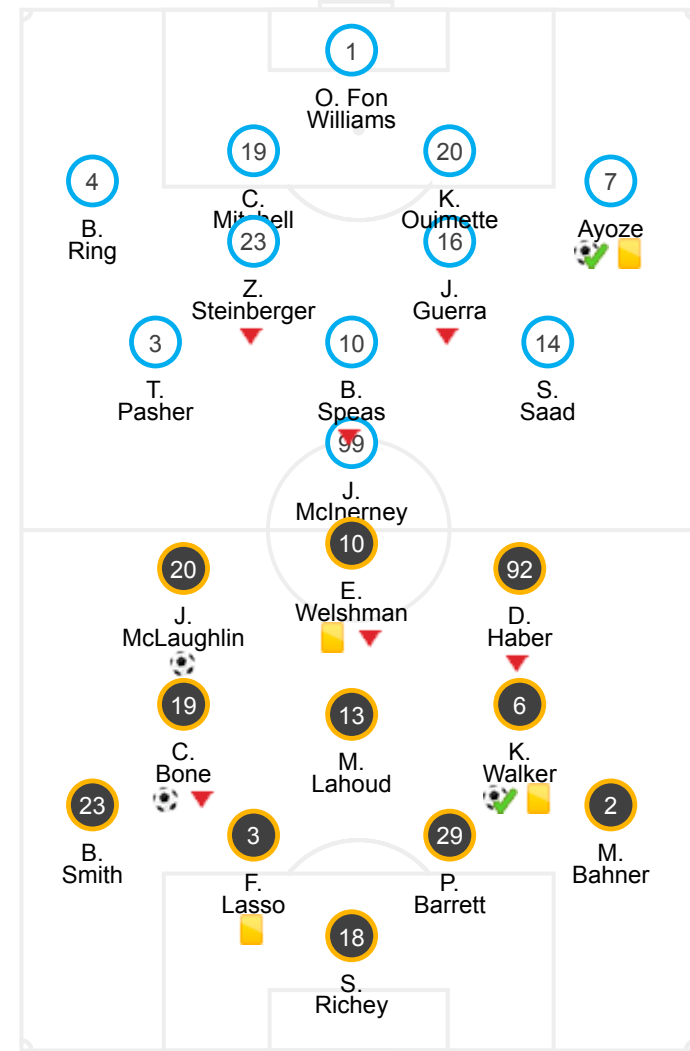 1
O. Fon
Williams
19
20
C.
Mitchell
K.
Ouimette
4
7
B.
Ring
Ayoze
23
16
Z.
Steinberger
J.
Guerra
3
10
14
T.
Pasher
B.
Speas
S.
Saad
99
J.
McInerney
10
E.
Welshman
20
92
J.
McLaughlin
D.
Haber
19
13
6
C.
Bone
M.
Lahoud
K.
Walker
23
2
B.
Smith
M.
Bahner
3
29
F.
Lasso
P.
Barrett
18
S.
Richey